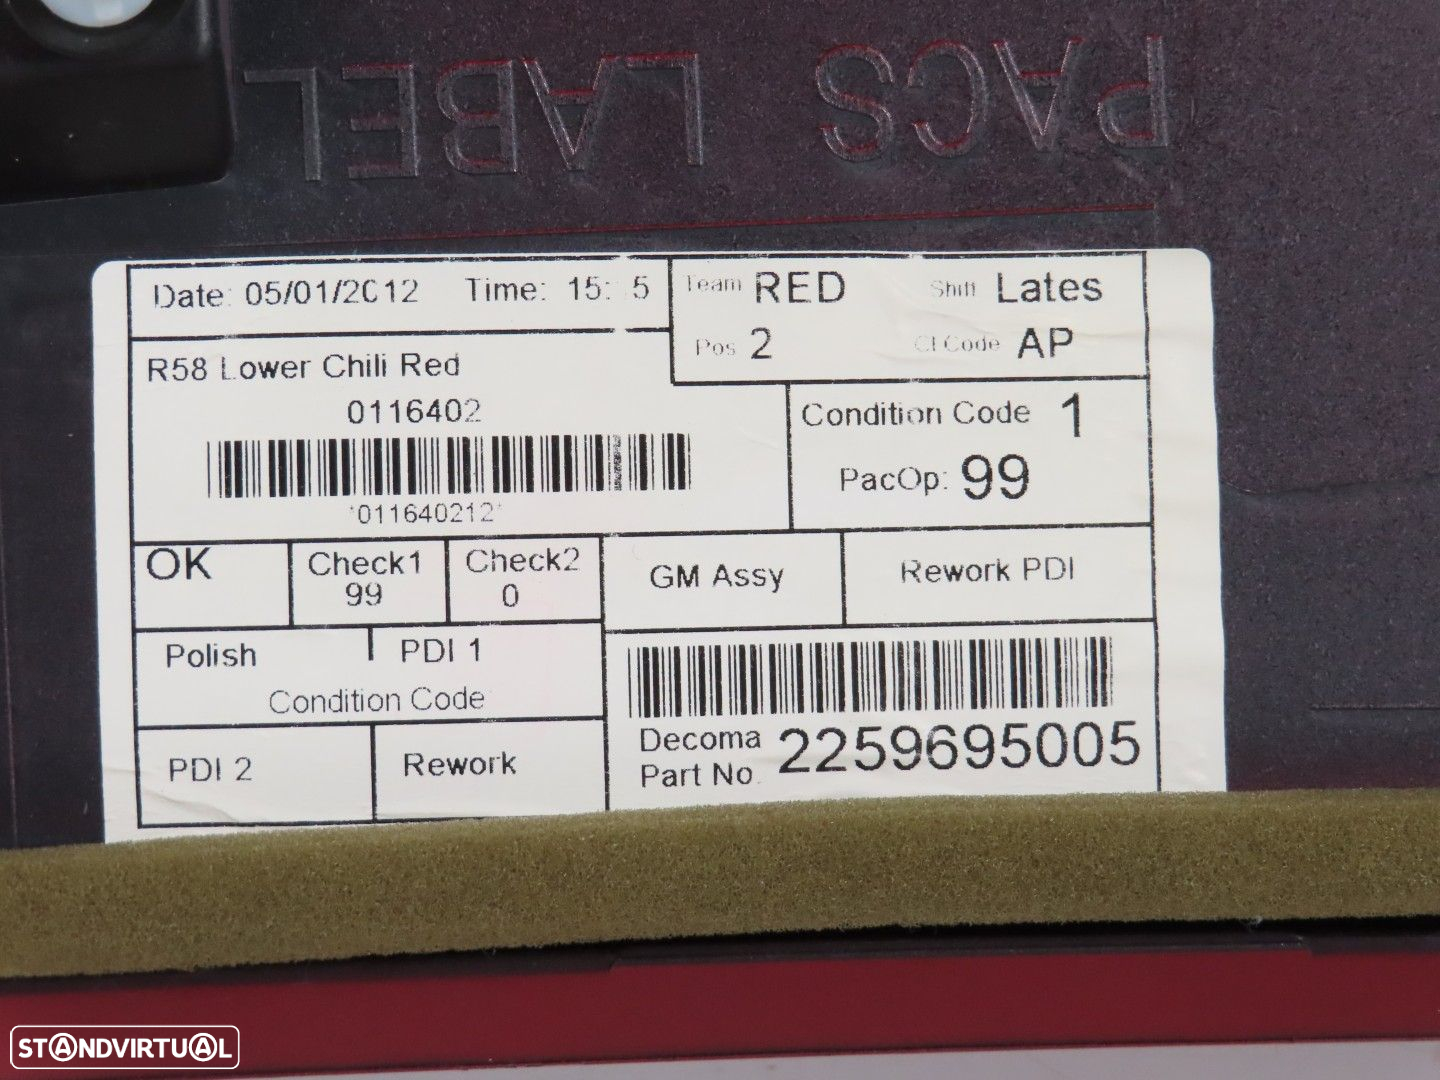 PACS LABEL
Date: 05/01/2012 Time: 15: 5
Team RED Shift Lates
Pos 2 CI Code AP
R58 Lower Chili Red
0116402
*011640212*
Condition Code 1
PacOp: 99
OK
Check1
99
Check2
0
GM Assy
Rework PDI
Polish
PDI 1
Condition Code
PDI 2
Rework
Decoma
Part No. 2259695005
STANDVIRTUAL